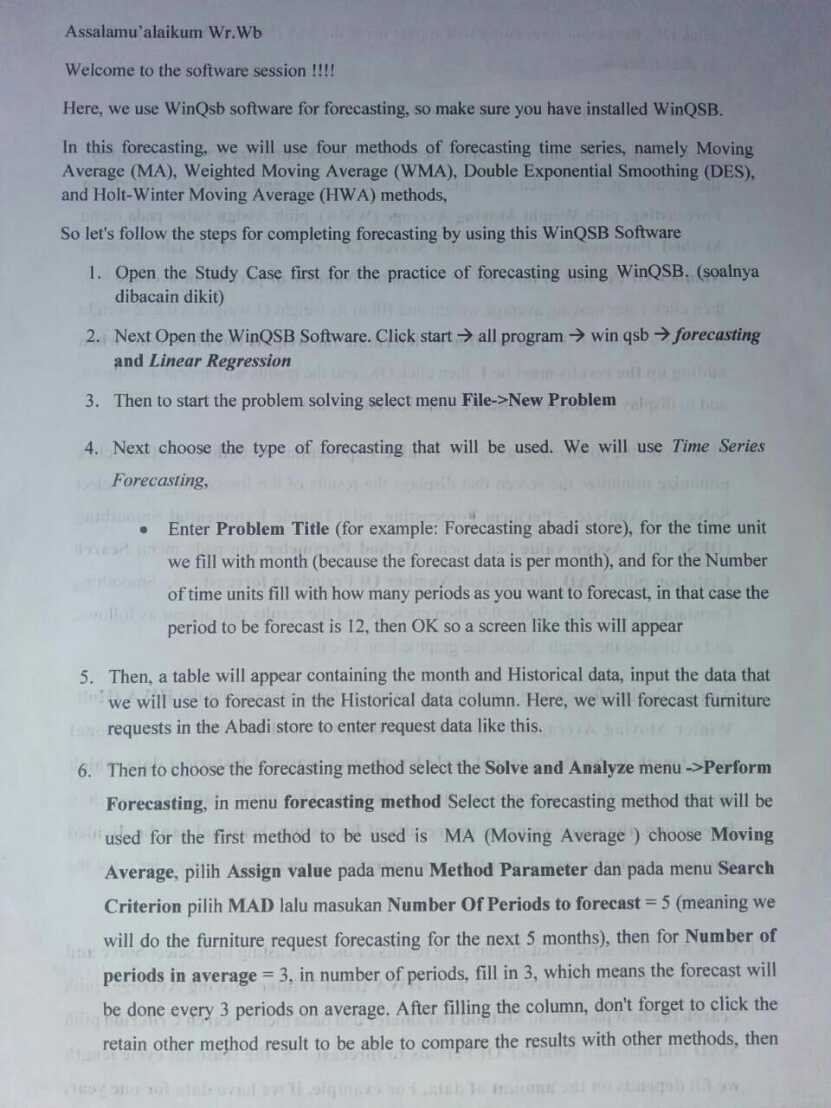 Assalamu'alaikum Wr.Wb
Welcome to the software session !!!!
Here, we use WinQsb software for forecasting, so make sure you have installed WinQSB.
In this forecasting, we will use four methods of forecasting time series, namely Moving
Average (MA), Weighted Moving Average (WMA), Double Exponential Smoothing (DES),
and Holt-Winter Moving Average (HWA) methods,
So let's follow the steps for completing forecasting by using this WinQSB Software
1. Open the Study Case first for the practice of forecasting using WinQSB. (soalnya
dibacain dikit)
2. Next Open the WinQSB Software. Click start → all program → win qsb → forecasting
and Linear Regression
3. Then to start the problem solving select menu File->New Problem
4. Next choose the type of forecasting that will be used. We will use Time Series
Forecasting,
• Enter Problem Title (for example: Forecasting abadi store), for the time unit
we fill with month (because the forecast data is per month), and for the Number
of time units fill with how many periods as you want to forecast, in that case the
period to be forecast is 12, then OK so a screen like this will appear
5. Then, a table will appear containing the month and Historical data, input the data that
we will use to forecast in the Historical data column. Here, we will forecast furniture
requests in the Abadi store to enter request data like this.
6. Then to choose the forecasting method select the Solve and Analyze menu ->Perform
Forecasting, in menu forecasting method Select the forecasting method that will be
used for the first method to be used is MA (Moving Average ) choose Moving
Average, pilih Assign value pada menu Method Parameter dan pada menu Search
Criterion pilih MAD lalu masukan Number Of Periods to forecast = 5 (meaning we
will do the furniture request forecasting for the next 5 months), then for Number of
periods in average = 3, in number of periods, fill in 3, which means the forecast will
be done every 3 periods on average. After filling the column, don't forget to click the
retain other method result to be able to compare the results with other methods, then